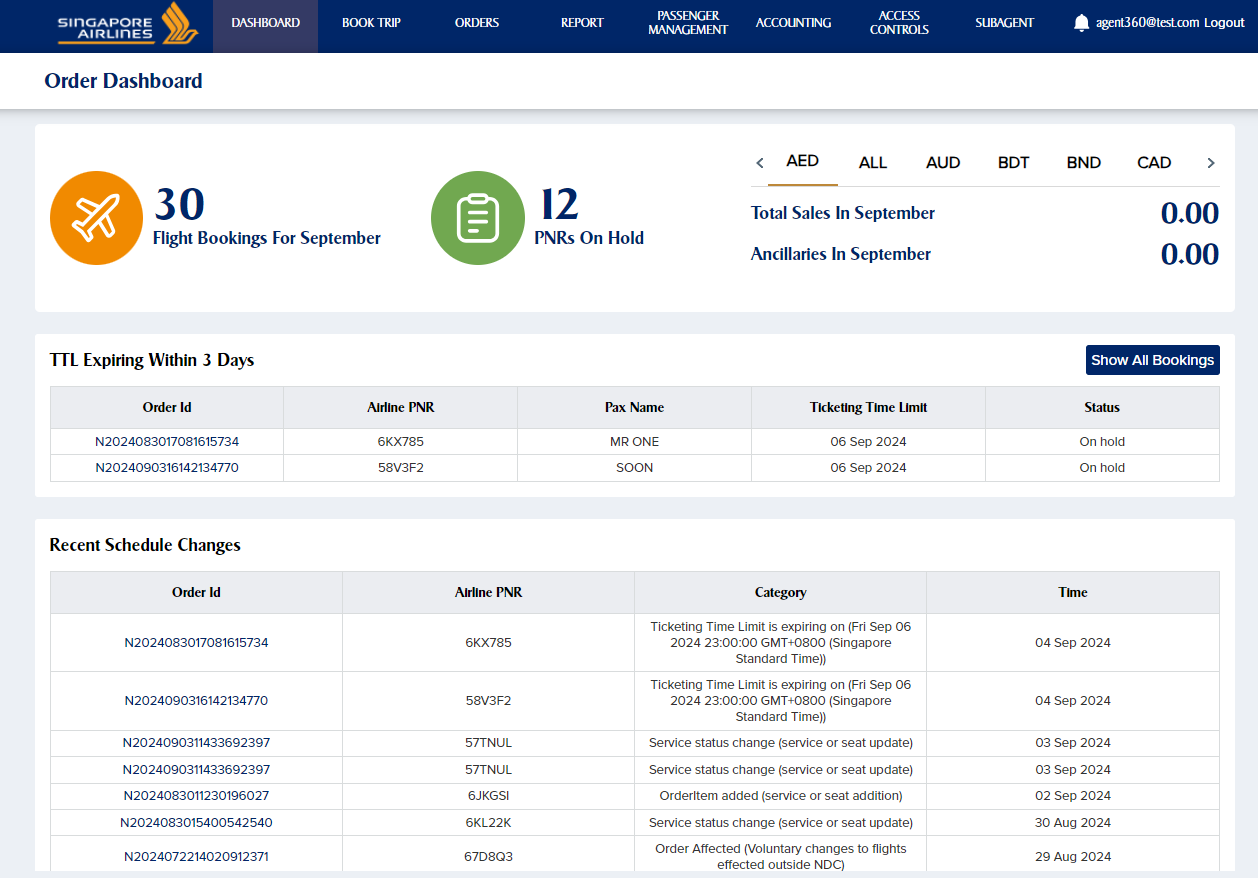 SINGAPORE AIRLINES
DASHBOARD
BOOK TRIP
ORDERS
REPORT
PASSENGER MANAGEMENT
ACCOUNTING
ACCESS CONTROLS
SUBAGENT
agent360@test.com Logout
Order Dashboard
30
Flight Bookings For September
12
PNRs On Hold
AED ALL AUD BDT BND CAD
Total Sales In September 0.00
Ancillaries In September 0.00
TTL Expiring Within 3 Days
Show All Bookings
Order Id Airline PNR Pax Name Ticketing Time Limit Status
N2024083017081615734 6KX785 MR ONE 06 Sep 2024 On hold
N2024090316142134770 58V3F2 SOON 06 Sep 2024 On hold
Recent Schedule Changes
Order Id Airline PNR Category Time
N2024083017081615734 6KX785 Ticketing Time Limit is expiring on (Fri Sep 06
2024 23:00:00 GMT+0800 (Singapore
Standard Time)) 04 Sep 2024
N2024090316142134770 58V3F2 Ticketing Time Limit is expiring on (Fri Sep 06
2024 23:00:00 GMT+0800 (Singapore
Standard Time)) 04 Sep 2024
N2024090311433692397 57TNUL Service status change (service or seat update) 03 Sep 2024
N2024090311433692397 57TNUL Service status change (service or seat update) 03 Sep 2024
N2024083011230196027 6JKGSI OrderItem added (service or seat addition) 02 Sep 2024
N2024083015400542540 6KL22K Service status change (service or seat update) 30 Aug 2024
N2024072214020912371 67D8Q3 Order Affected (Voluntary changes to flights
effected outside NDC) 29 Aug 2024